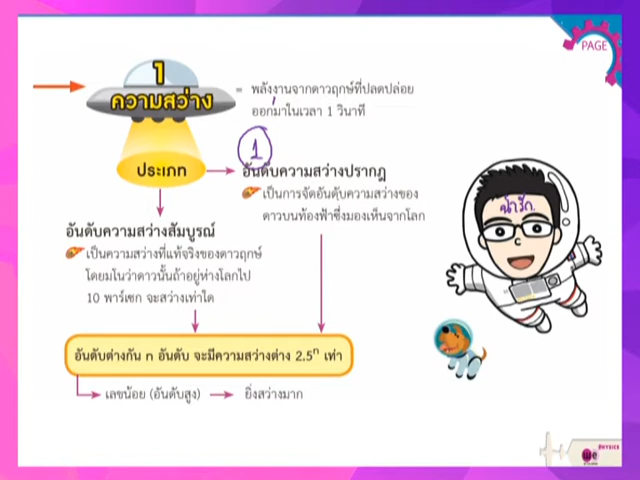 PAGE
1
ความสว่าง
= พลังงานจากดาวฤกษ์ที่ปลดปล่อย
ออกมาในเวลา 1 วินาที
ประเภท
1
อันดับความสว่างปรากฎ
เป็นการจัดอันดับความสว่างของ
ดาวบนท้องฟ้าซึ่งมองเห็นจากโลก
น่ารัก.
อันดับความสว่างสัมบูรณ์
เป็นความสว่างที่แท้จริงของดาวฤกษ์
โดยมโนว่าดาวนั้นถ้าอยู่ห่างโลกไป
10 พาร์เซก จะสว่างเท่าใด
อันดับต่างกัน n อันดับ จะมีความสว่างต่าง 2.5ⁿ เท่า
เลขน้อย (อันดับสูง) → ยิ่งสว่างมาก
PHYSICS
we